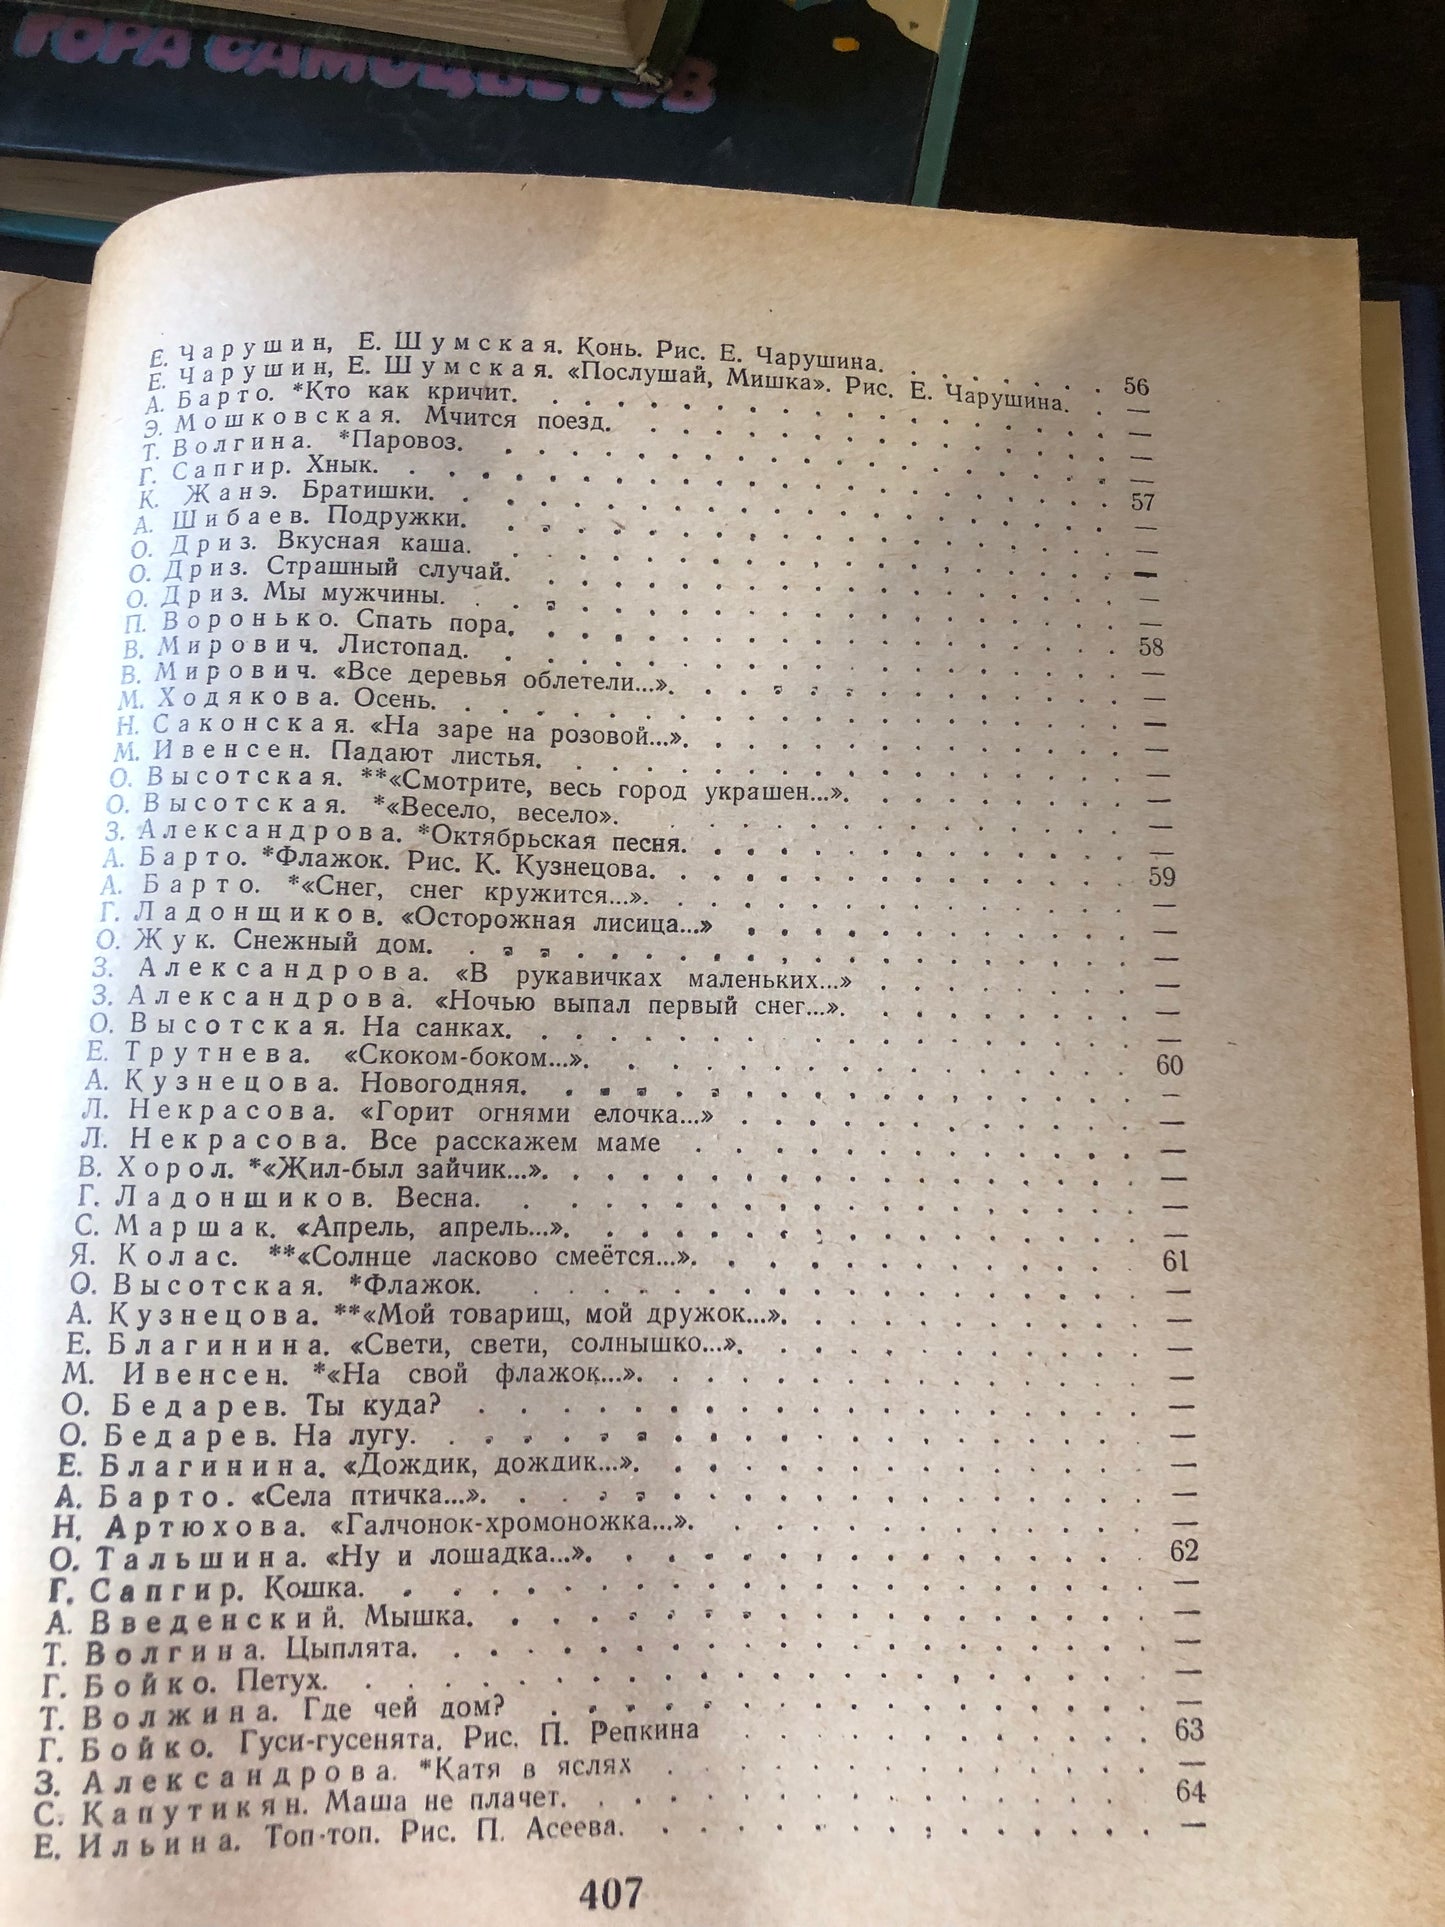 ГОРА САМОЦВЕТОВ
Е. Чарушин, Е. Шумская. Конь. Рис. Е. Чарушина. 56
Е. Чарушин, Е. Шумская. «Послушай, Мишка». Рис. Е. Чарушина. —
А. Барто. *Кто как кричит. —
Э. Мошковская. Мчится поезд. —
Т. Волгина. *Паровоз. —
Г. Сапгир. Хнык. 57
К. Жанэ. Братишки. —
А. Шибаев. Подружки. —
О. Дриз. Вкусная каша. —
О. Дриз. Страшный случай. —
О. Дриз. Мы мужчины. —
П. Воронько. Спать пора. 58
В. Мирович. Листопад. —
В. Мирович. «Все деревья облетели...». —
М. Ходякова. Осень. —
Н. Саконская. «На заре на розовой...». —
М. Ивенсен. Падают листья. —
О. Высотская. **«Смотрите, весь город украшен...». —
О. Высотская. *«Весело, весело». —
З. Александрова. *Октябрьская песня. —
А. Барто. *Флажок. Рис. К. Кузнецова. 59
А. Барто. *«Снег, снег кружится...». —
Г. Ладонщиков. «Осторожная лисица...» —
О. Жук. Снежный дом. —
З. Александрова. «В рукавичках маленьких...» —
З. Александрова. «Ночью выпал первый снег...». —
О. Высотская. На санках. —
Е. Трутнева. «Скоком-боком...». 60
А. Кузнецова. Новогодняя. —
Л. Некрасова. «Горит огнями елочка...» —
Л. Некрасова. Все расскажем маме —
В. Хорол. *«Жил-был зайчик...». —
Г. Ладонщиков. Весна. —
С. Маршак. «Апрель, апрель...». —
Я. Колас. **«Солнце ласково смеётся...». 61
О. Высотская. *Флажок. —
А. Кузнецова. **«Мой товарищ, мой дружок...». —
Е. Благинина. «Свети, свети, солнышко...». —
М. Ивенсен. *«На свой флажок...». —
О. Бедарев. Ты куда? —
О. Бедарев. На лугу. —
Е. Благинина. «Дождик, дождик...». —
А. Барто. «Села птичка...». —
Н. Артюхова. «Галчонок-хромоножка...». —
О. Тальшина. «Ну и лошадка...». 62
Г. Сапгир. Кошка. —
А. Введенский. Мышка. —
Т. Волгина. Цыплята. —
Г. Бойко. Петух. —
Т. Волжина. Где чей дом? —
Г. Бойко. Гуси-гусенята. Рис. П. Репкина 63
З. Александрова. *Катя в яслях —
С. Капутикян. Маша не плачет. 64
Е. Ильина. Топ-топ. Рис. П. Асеева. —
407